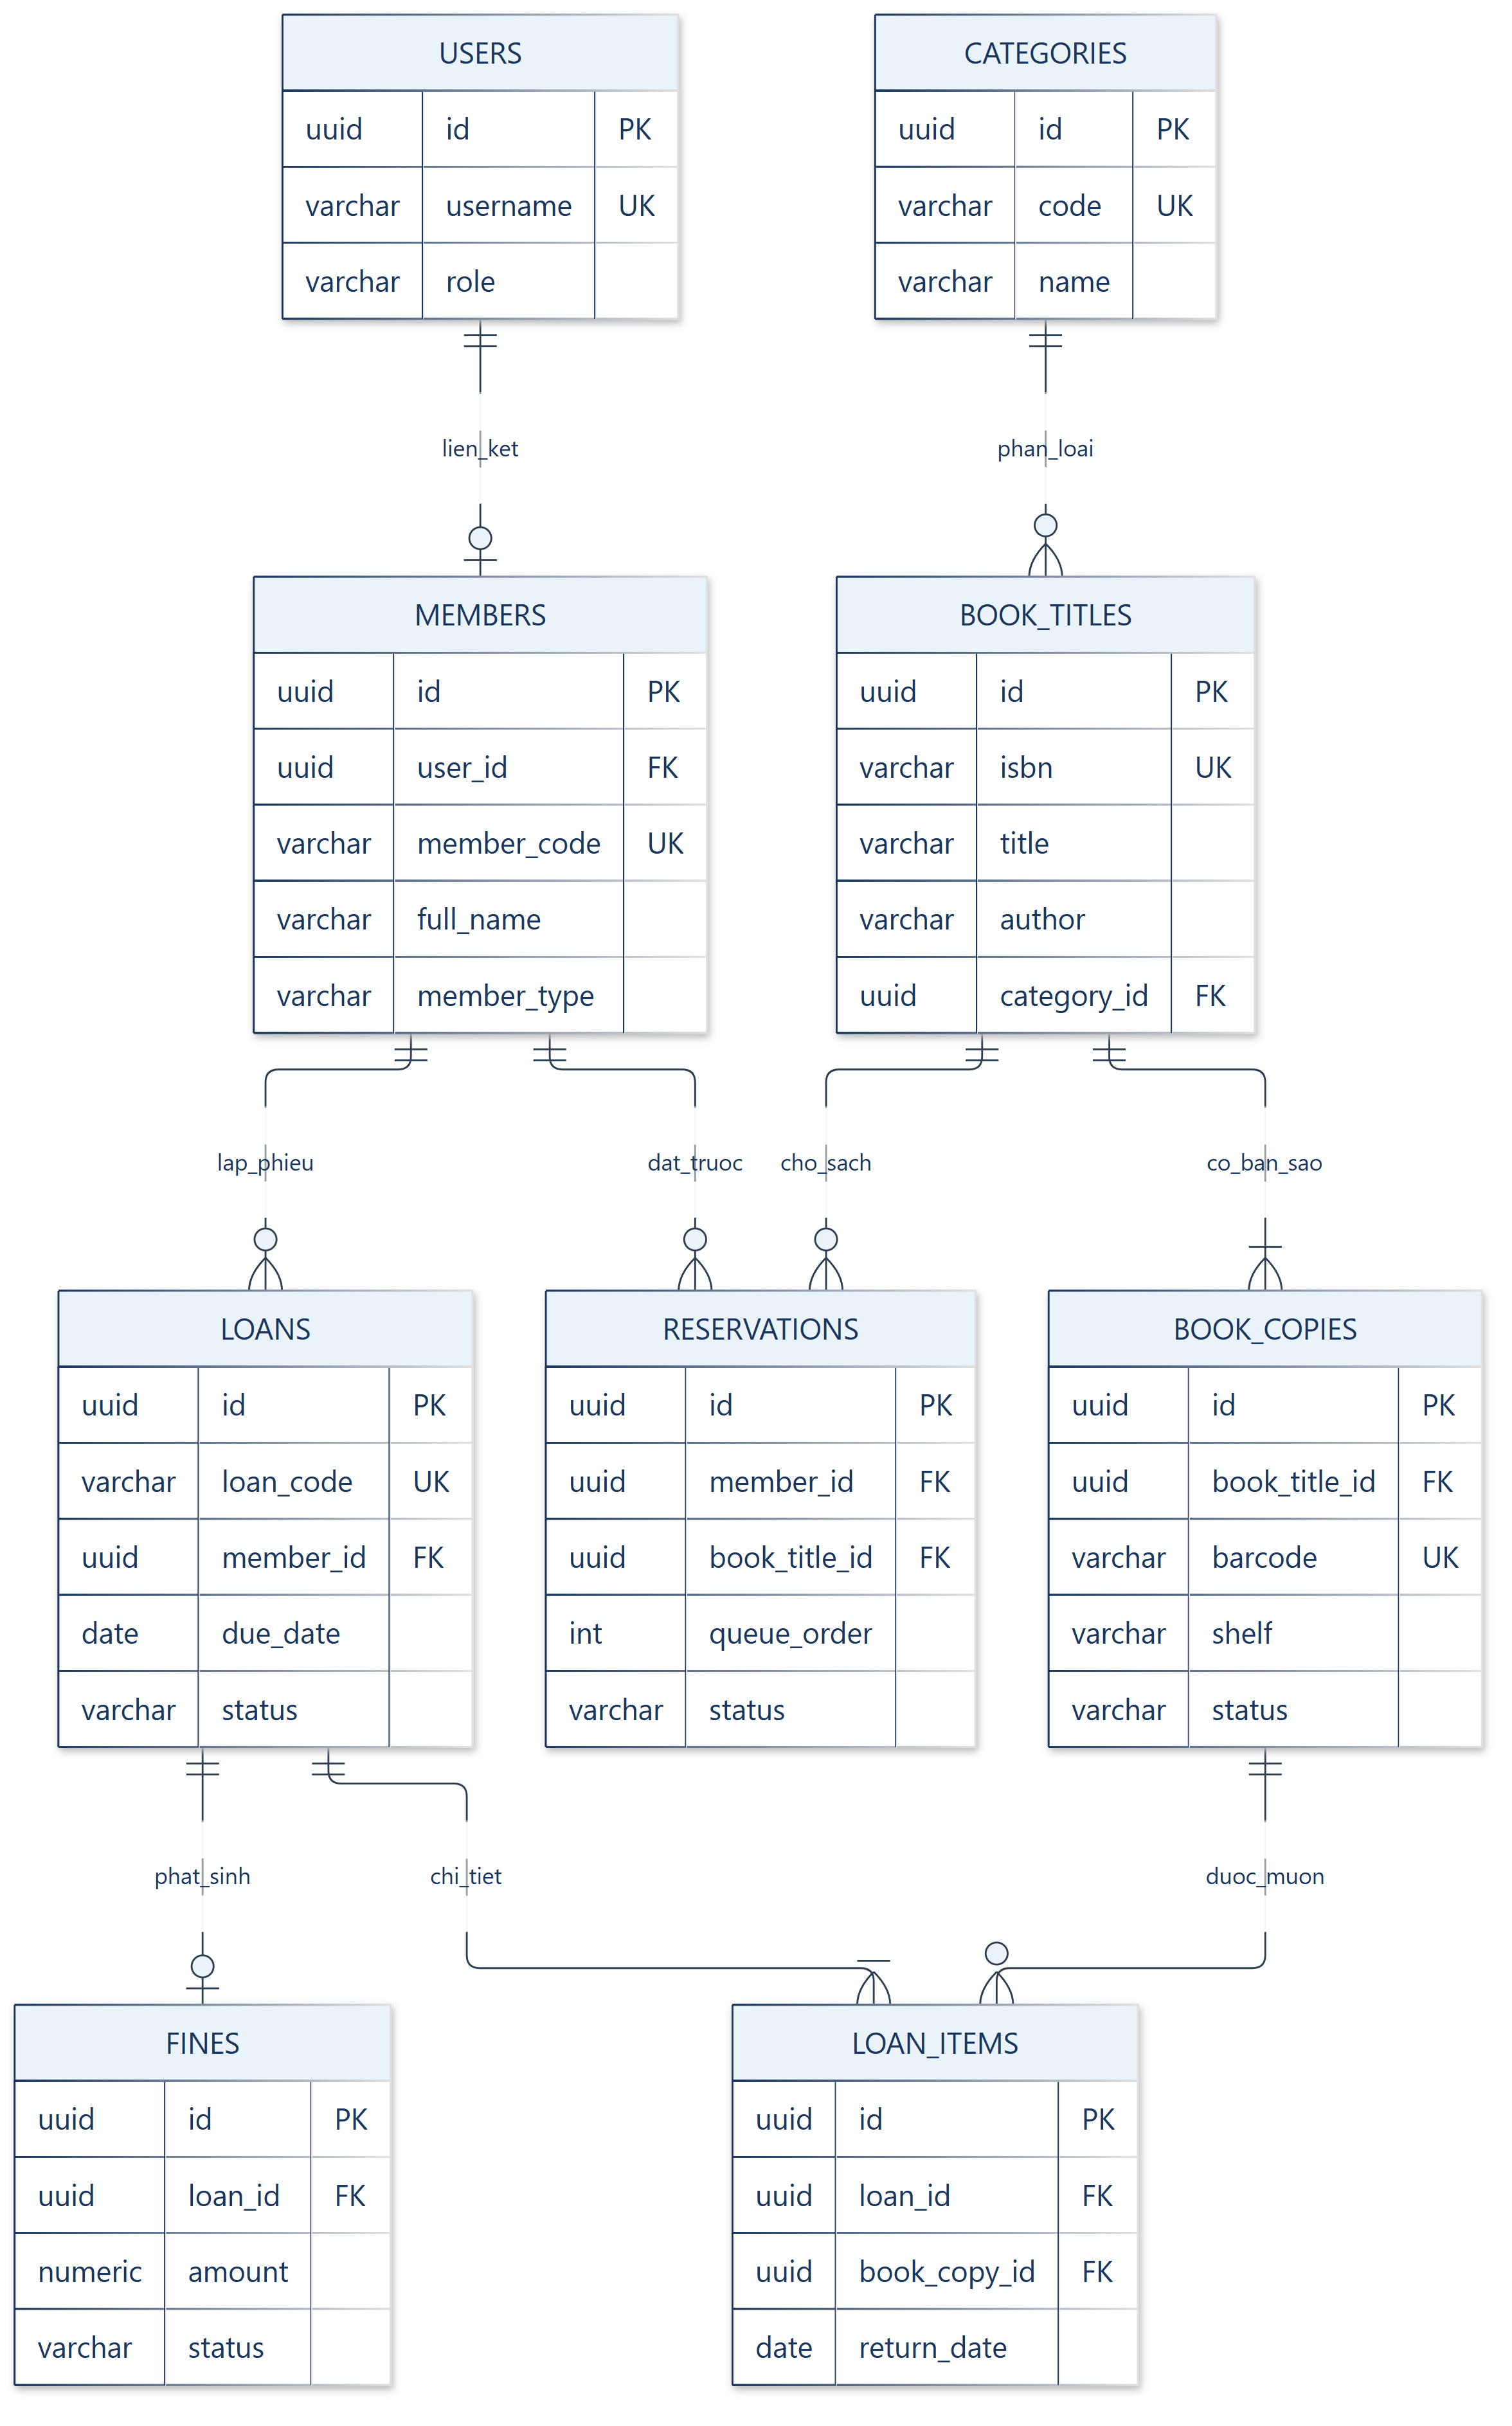 USERS
uuid id PK
varchar username UK
varchar role
CATEGORIES
uuid id PK
varchar code UK
varchar name
lien_ket
phan_loai
MEMBERS
uuid id PK
uuid user_id FK
varchar member_code UK
varchar full_name
varchar member_type
BOOK_TITLES
uuid id PK
varchar isbn UK
varchar title
varchar author
uuid category_id FK
lap_phieu
dat_truoc
cho_sach
co_ban_sao
LOANS
uuid id PK
varchar loan_code UK
uuid member_id FK
date due_date
varchar status
RESERVATIONS
uuid id PK
uuid member_id FK
uuid book_title_id FK
int queue_order
varchar status
BOOK_COPIES
uuid id PK
uuid book_title_id FK
varchar barcode UK
varchar shelf
varchar status
phat_sinh
chi_tiet
duoc_muon
FINES
uuid id PK
uuid loan_id FK
numeric amount
varchar status
LOAN_ITEMS
uuid id PK
uuid loan_id FK
uuid book_copy_id FK
date return_date